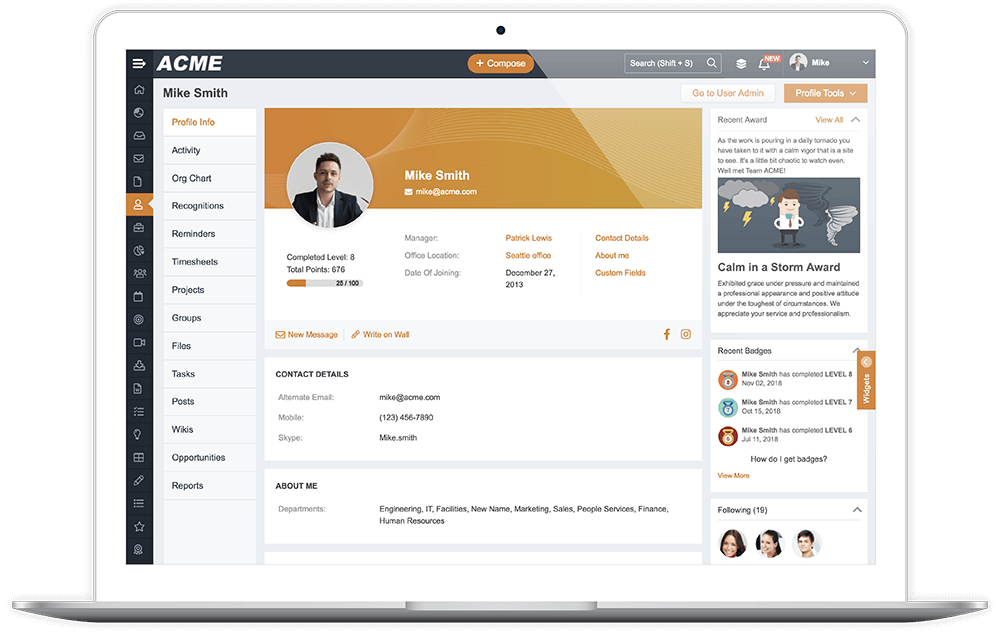 ACME
+ Compose
Search (Shift + S)
NEW
Mike
Mike Smith
Go to User Admin
Profile Tools
Profile Info
Activity
Org Chart
Recognitions
Reminders
Timesheets
Projects
Groups
Files
Tasks
Posts
Wikis
Opportunities
Reports
Mike Smith
mike@acme.com
Completed Level: 8
Total Points: 676
25 / 100
Manager: Patrick Lewis
Office Location: Seattle office
Date Of Joining: December 27,
2013
Contact Details
About me
Custom Fields
New Message
Write on Wall
CONTACT DETAILS
Alternate Email: mike@acme.com
Mobile: (123) 456-7890
Skype: Mike.smith
ABOUT ME
Departments: Engineering, IT, Facilities, New Name, Marketing, Sales, People Services, Finance,
Human Resources
Recent Award View All
As the work is pouring in a daily tornado you
have taken to it with a calm vigor that is a site
to see. It's a little bit chaotic to watch even.
Well met Team ACME!
Calm in a Storm Award
Exhibited grace under pressure and maintained
a professional appearance and positive attitude
under the toughest of circumstances. We
appreciate your service and professionalism.
Recent Badges
Mike Smith has completed LEVEL 8
Nov 02, 2018
Mike Smith has completed LEVEL 7
Oct 15, 2018
Mike Smith has completed LEVEL 6
Jul 11, 2018
How do I get badges?
View More
Widgets
Following (19)